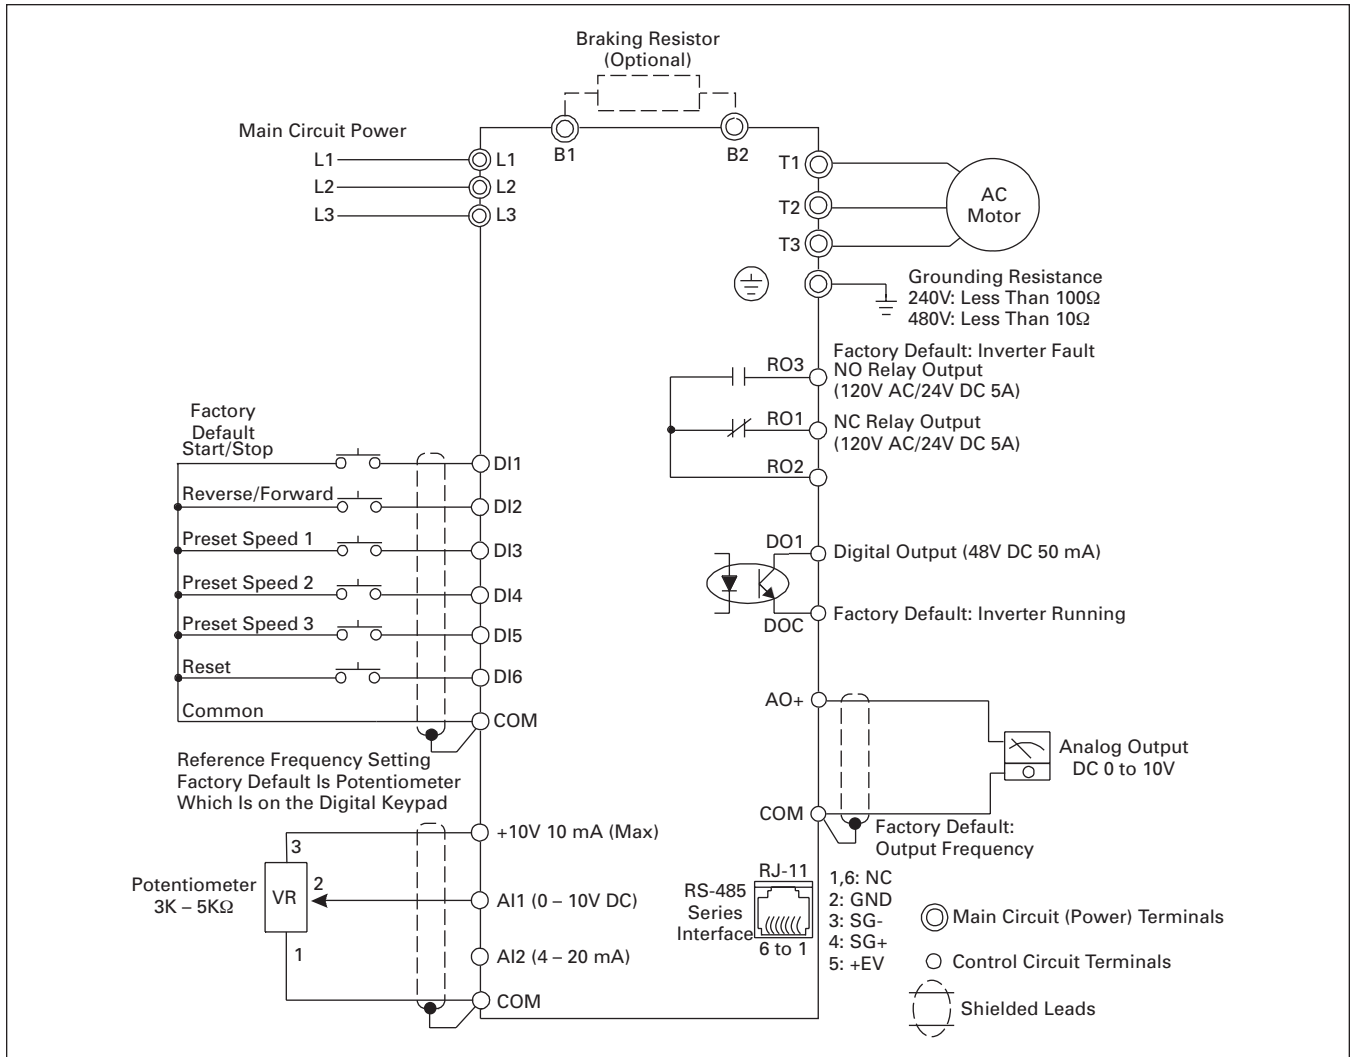 Braking Resistor
(Optional)
Main Circuit Power
B1
B2
L1
L1
L2
L2
L3
L3
T1
T2
T3
AC
Motor
Grounding Resistance
240V: Less Than 100Ω
480V: Less Than 10Ω
Factory Default: Inverter Fault
RO3
NO Relay Output
(120V AC/24V DC 5A)
RO1
NC Relay Output
(120V AC/24V DC 5A)
RO2
Factory
Default
Start/Stop
DI1
Reverse/Forward
DI2
Preset Speed 1
DI3
Preset Speed 2
DI4
Preset Speed 3
DI5
Reset
DI6
Common
COM
DO1
Digital Output (48V DC 50 mA)
DOC
Factory Default: Inverter Running
AO+
Analog Output
DC 0 to 10V
COM
Factory Default:
Output Frequency
Reference Frequency Setting
Factory Default Is Potentiometer
Which Is on the Digital Keypad
+10V 10 mA (Max)
3
Potentiometer
3K – 5KΩ
VR
2
AI1 (0 – 10V DC)
1
AI2 (4 – 20 mA)
COM
RJ-11
RS-485
Series
Interface
6 to 1
1,6: NC
2: GND
3: SG-
4: SG+
5: +EV
Main Circuit (Power) Terminals
Control Circuit Terminals
Shielded Leads